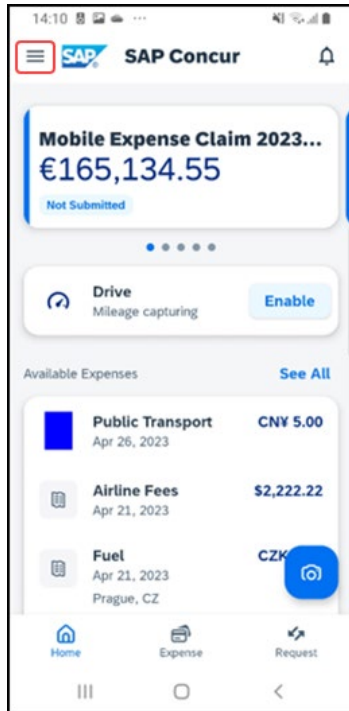 14:10
SAP SAP Concur
Mobile Expense Claim 2023...
€165,134.55
Not Submitted
Drive
Mileage capturing
Enable
Available Expenses
See All
Public Transport
CN¥ 5.00
Apr 26, 2023
Airline Fees
$2,222.22
Apr 21, 2023
Fuel
CZK
Apr 21, 2023
Prague, CZ
Home
Expense
Request